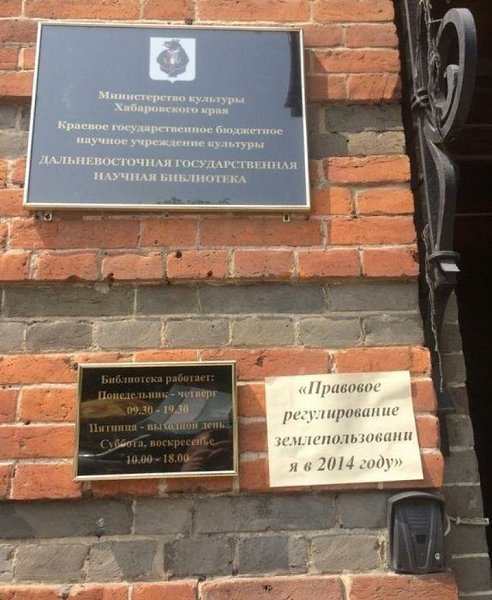 Министерство культуры
Хабаровского края
Краевое государственное бюджетное
научное учреждение культуры
ДАЛЬНЕВОСТОЧНАЯ ГОСУДАРСТВЕННАЯ
НАУЧНАЯ БИБЛИОТЕКА
Библиотека работает:
Понедельник - четверг
09.30 - 19.30
Пятница - выходной день
Суббота, воскресенье
10.00 - 18.00
«Правовое
регулирование
землепользовани
я в 2014 году»